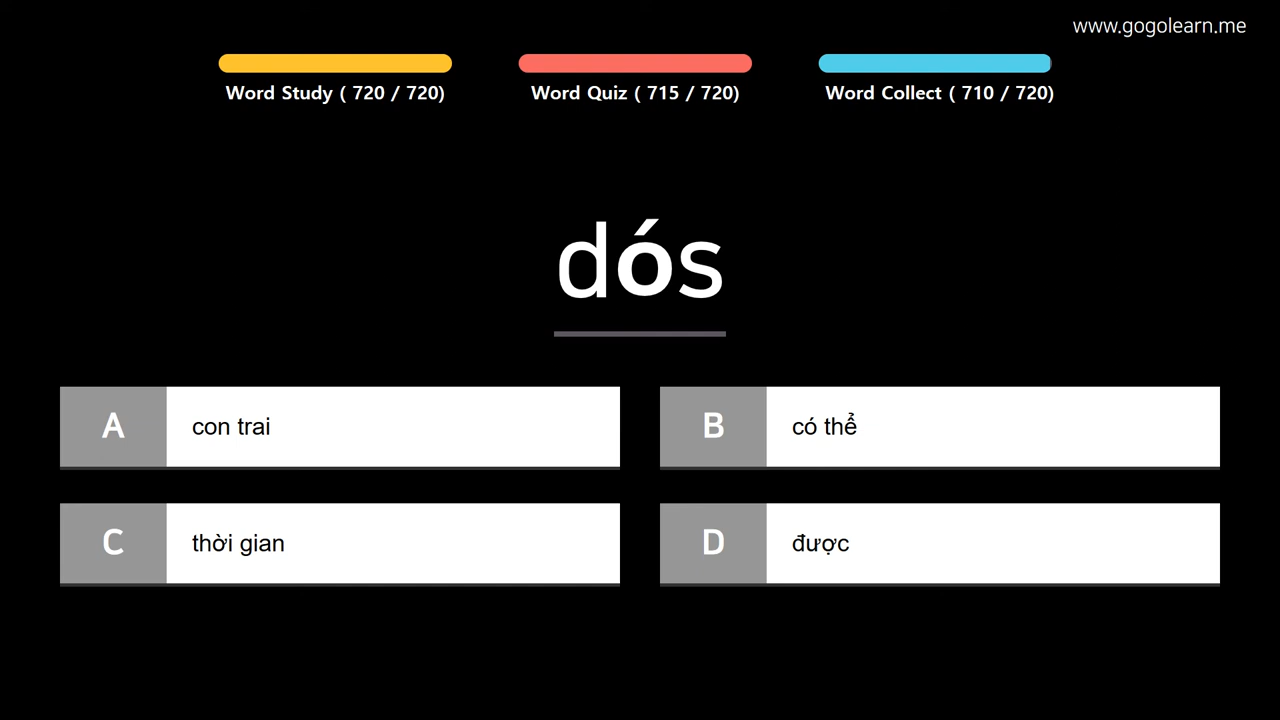 www.gogolearn.me
Word Study ( 720 / 720)
Word Quiz ( 715 / 720)
Word Collect ( 710 / 720)
dós
A con trai
B có thể
C thời gian
D được